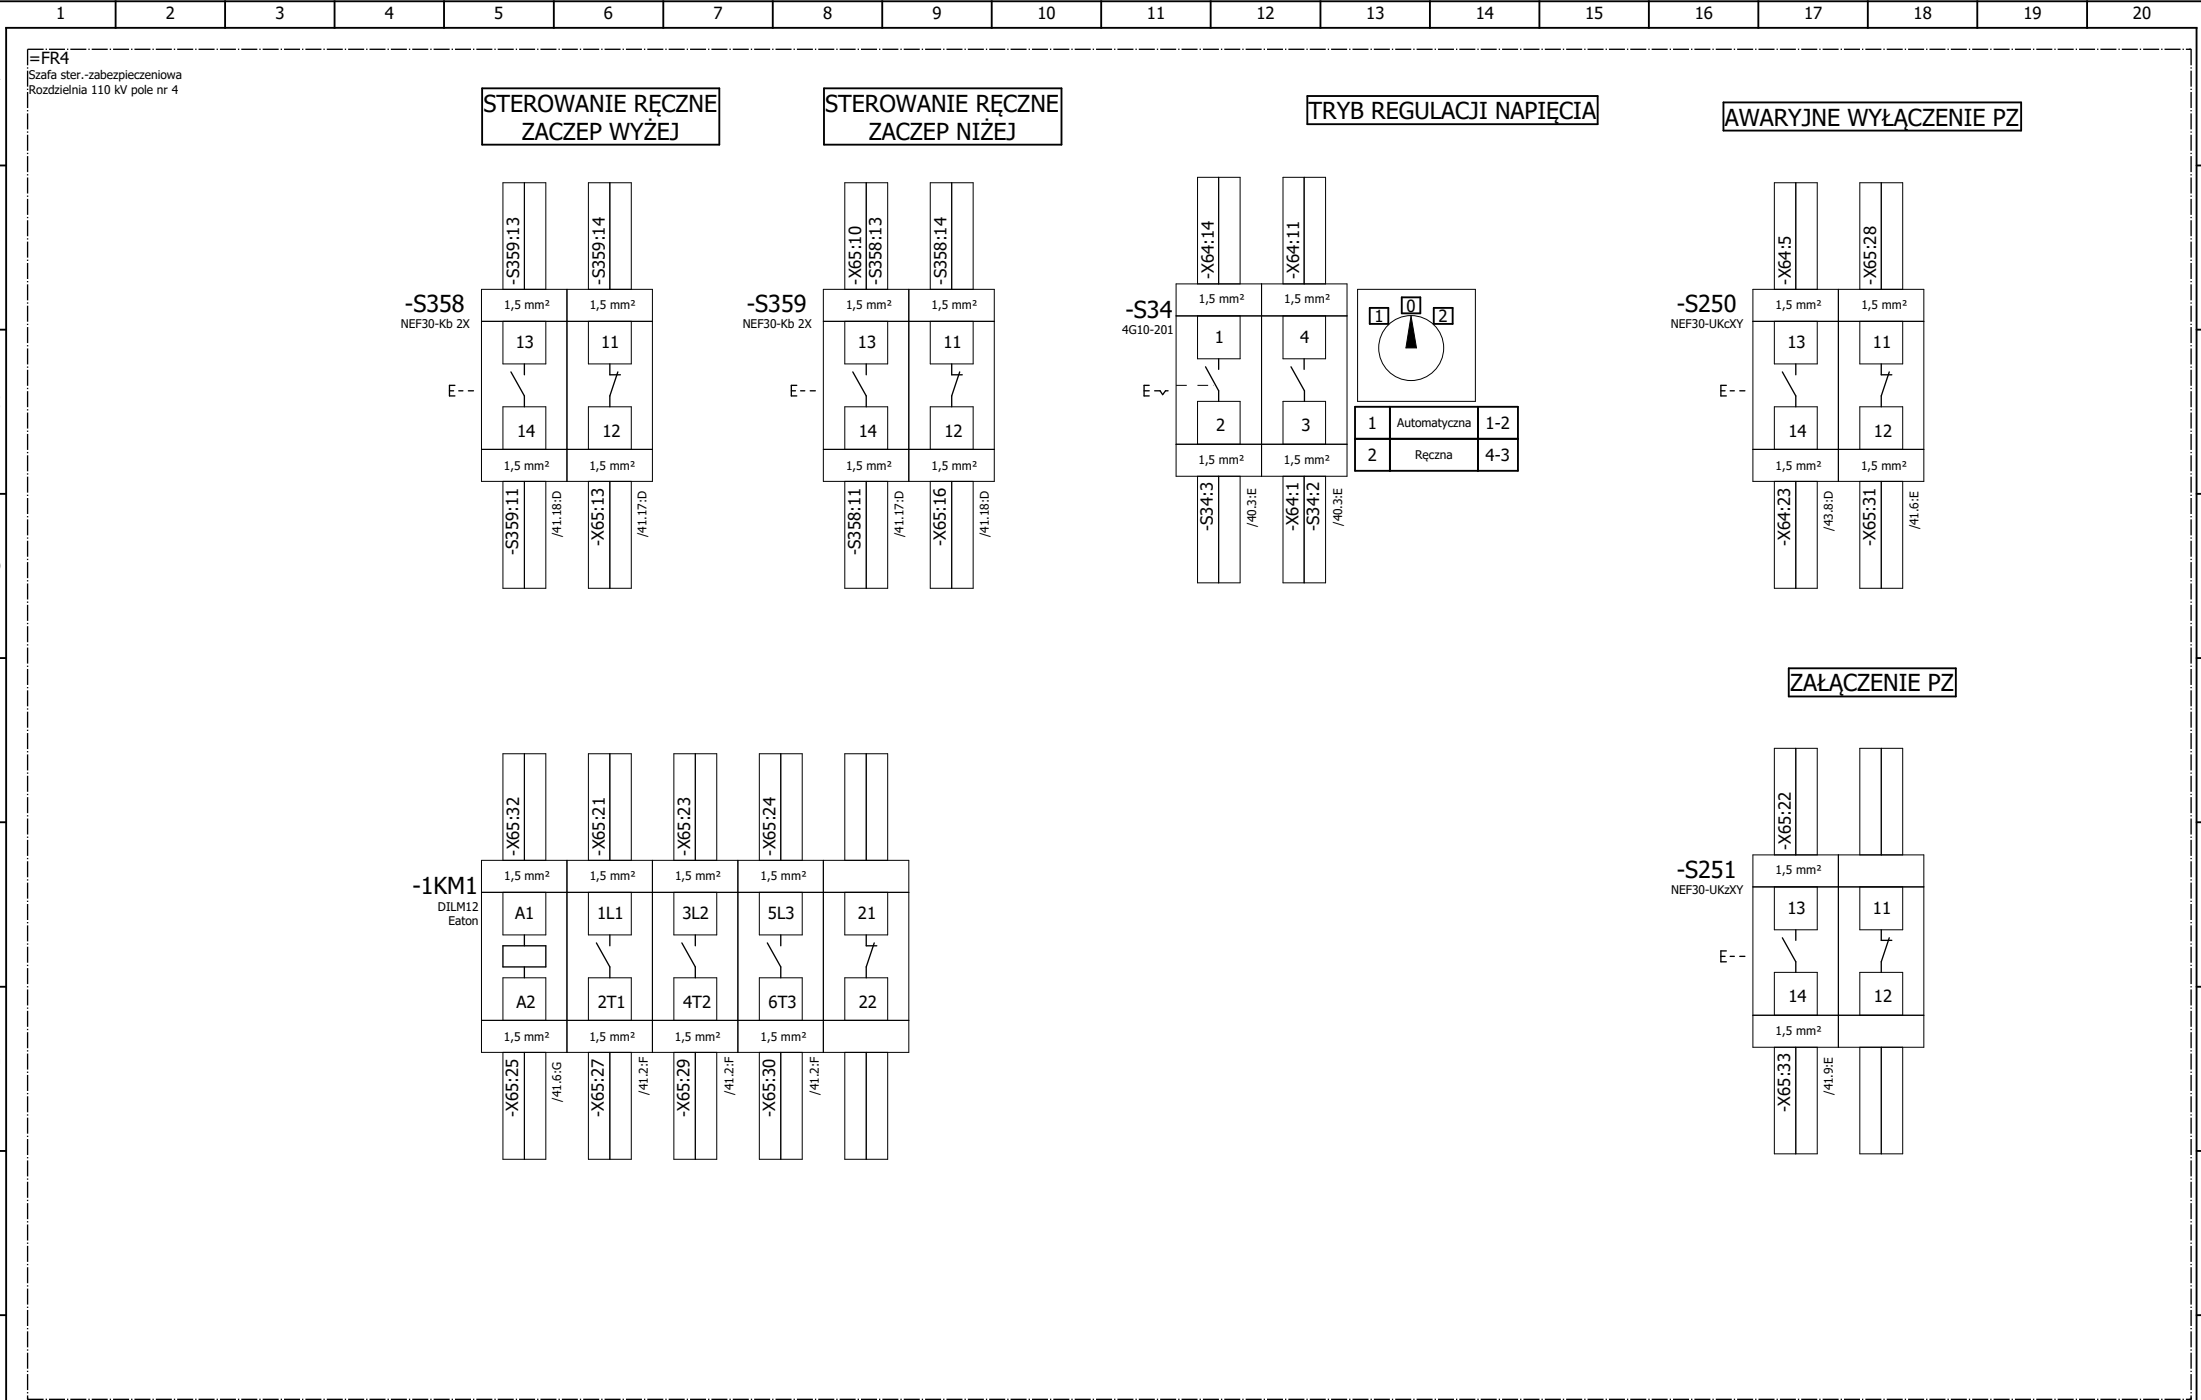 1 2 3 4 5 6 7 8 9 10 11 12 13 14 15 16 17 18 19 20
=FR4
Szafa ster.-zabezpieczeniowa
Rozdzielnia 110 kV pole nr 4
STEROWANIE RĘCZNE
ZACZEP WYŻEJ
-S359:13
-S359:14
-S358
NEF30-Kb 2X
1,5 mm² 1,5 mm²
13 11
E--
14 12
1,5 mm² 1,5 mm²
-S359:11
/41.18:D
-X65:13
/41.17:D
STEROWANIE RĘCZNE
ZACZEP NIŻEJ
-X65:10
-S358:13
-S358:14
-S359
NEF30-Kb 2X
1,5 mm² 1,5 mm²
13 11
E--
14 12
1,5 mm² 1,5 mm²
-S358:11
/41.17:D
-X65:16
/41.18:D
TRYB REGULACJI NAPIĘCIA
-X64:14
-X64:11
-S34
4G10-201
1,5 mm² 1,5 mm²
1 4
E
2 3
1,5 mm² 1,5 mm²
-S34:3
/40.3:E
-X64:1
-S34:2
/40.3:E
1 0 2
1 Automatyczna 1-2
2 Ręczna 4-3
AWARYJNE WYŁĄCZENIE PZ
-X64:5
-X65:28
-S250
NEF30-UKcXY
1,5 mm² 1,5 mm²
13 11
E--
14 12
1,5 mm² 1,5 mm²
-X64:23
/43.8:D
-X65:31
/41.6:E
-X65:32
-X65:21
-X65:23
-X65:24
-1KM1
DILM12
Eaton
1,5 mm² 1,5 mm² 1,5 mm² 1,5 mm²
A1 1L1 3L2 5L3 21
A2 2T1 4T2 6T3 22
1,5 mm² 1,5 mm² 1,5 mm² 1,5 mm²
-X65:25
/41.6:G
-X65:27
/41.2:F
-X65:29
/41.2:F
-X65:30
/41.2:F
ZAŁĄCZENIE PZ
-X65:22
-S251
NEF30-UKzXY
1,5 mm²
13 11
E--
14 12
1,5 mm²
-X65:33
/41.9:E